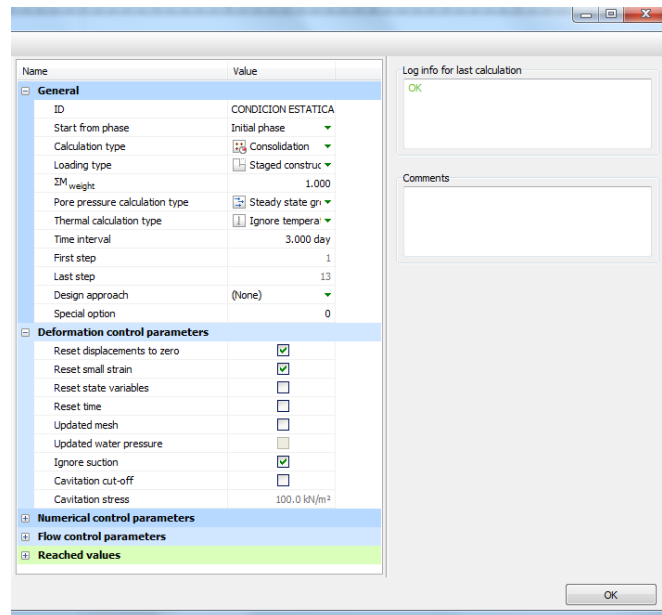 Name Value
General
ID CONDICION ESTATICA
Start from phase Initial phase
Calculation type Consolidation
Loading type Staged construc
ΣM weight 1.000
Pore pressure calculation type Steady state gro
Thermal calculation type Ignore tempera
Time interval 3.000 day
First step 1
Last step 13
Design approach (None)
Special option 0
Deformation control parameters
Reset displacements to zero
Reset small strain
Reset state variables
Reset time
Updated mesh
Updated water pressure
Ignore suction
Cavitation cut-off
Cavitation stress 100.0 kN/m²
Numerical control parameters
Flow control parameters
Reached values
Log info for last calculation
OK
Comments
OK